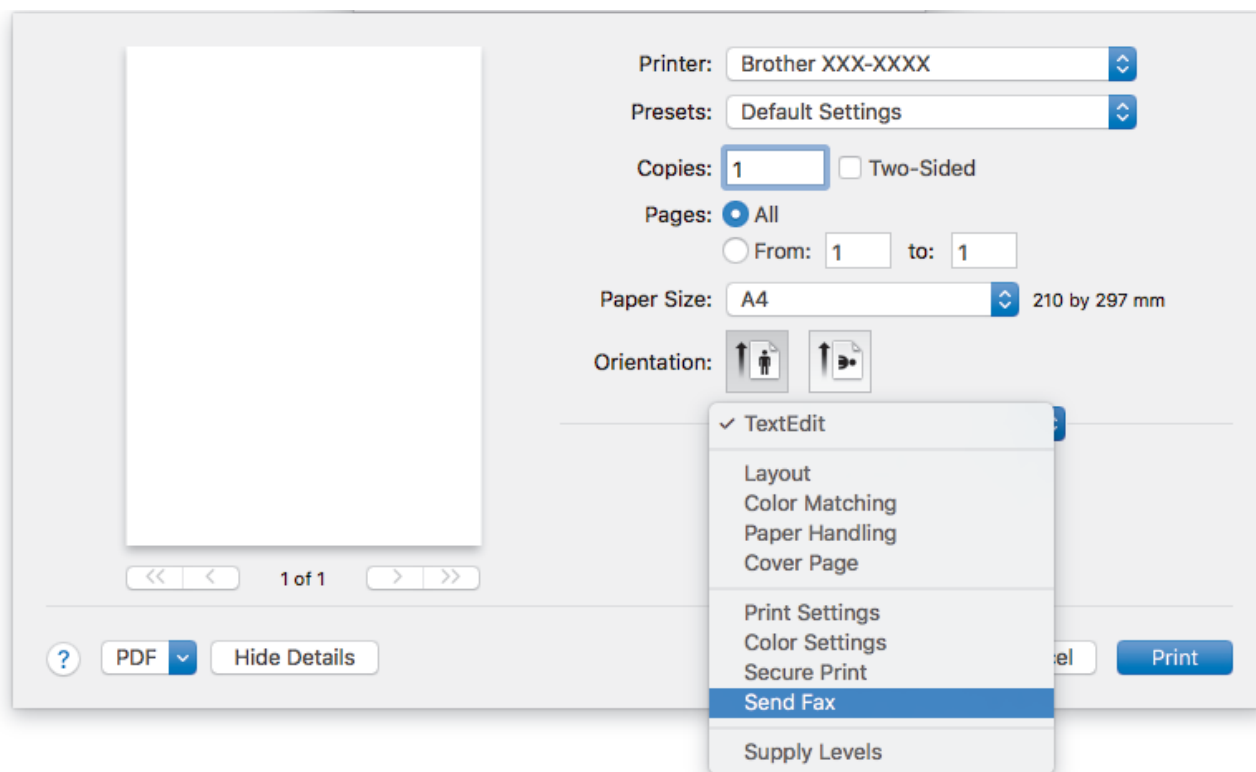 Printer: Brother XXX-XXXX
Presets: Default Settings
Copies: 1 Two-Sided
Pages: All
From: 1 to: 1
Paper Size: A4 210 by 297 mm
Orientation:
TextEdit
Layout
Color Matching
Paper Handling
Cover Page
1 of 1
Print Settings
Color Settings
Secure Print
Send Fax
Supply Levels
? PDF Hide Details Print